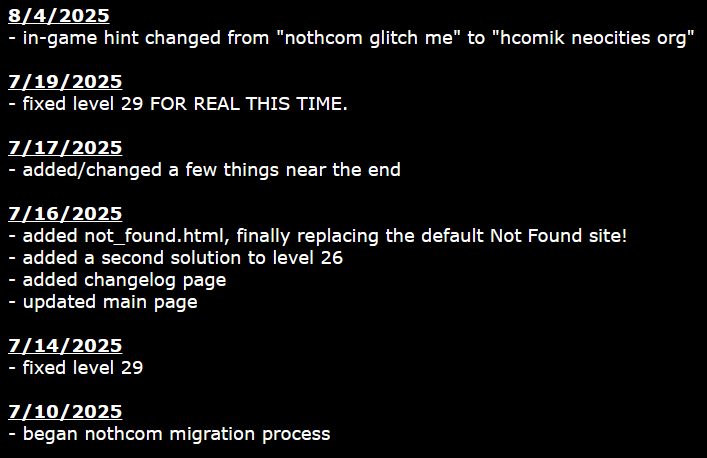 8/4/2025
- in-game hint changed from "nothcom glitch me" to "hcomik neocities org"
7/19/2025
- fixed level 29 FOR REAL THIS TIME.
7/17/2025
- added/changed a few things near the end
7/16/2025
- added not_found.html, finally replacing the default Not Found site!
- added a second solution to level 26
- added changelog page
- updated main page
7/14/2025
- fixed level 29
7/10/2025
- began nothcom migration process